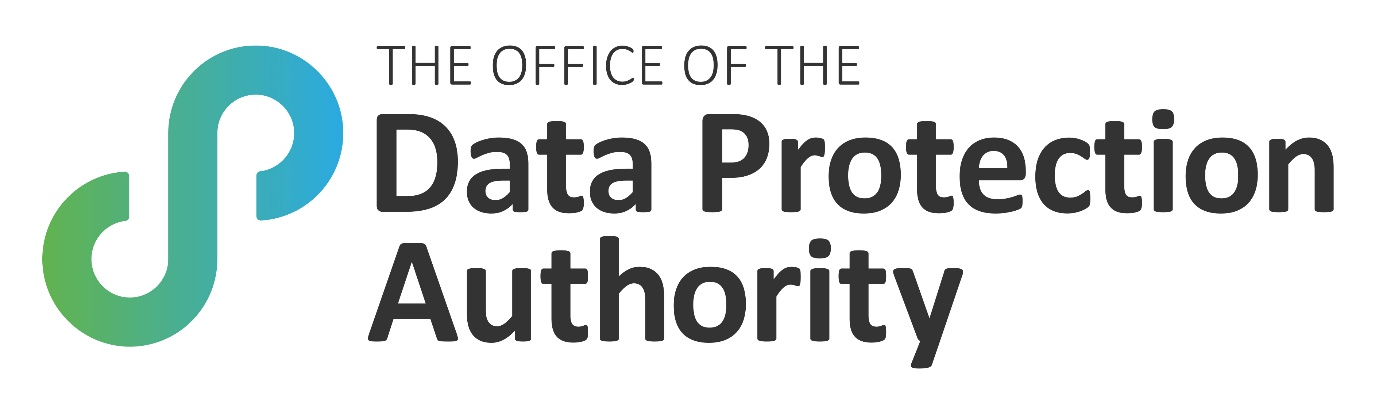 THE OFFICE OF THE
Data Protection
Authority